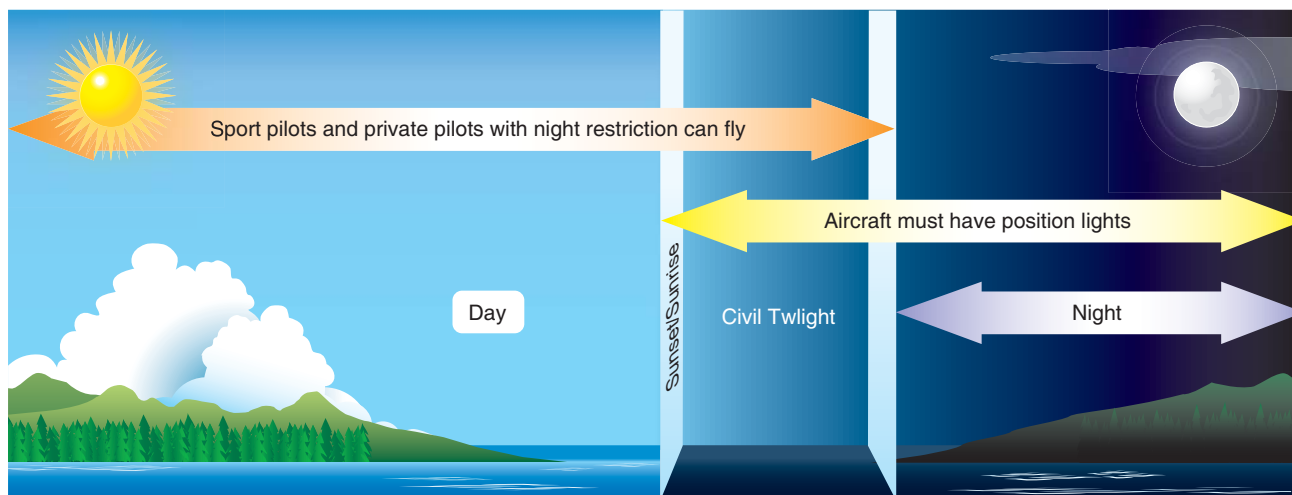 Sport pilots and private pilots with night restriction can fly
Aircraft must have position lights
Day
Sunset/Sunrise
Civil Twlight
Night